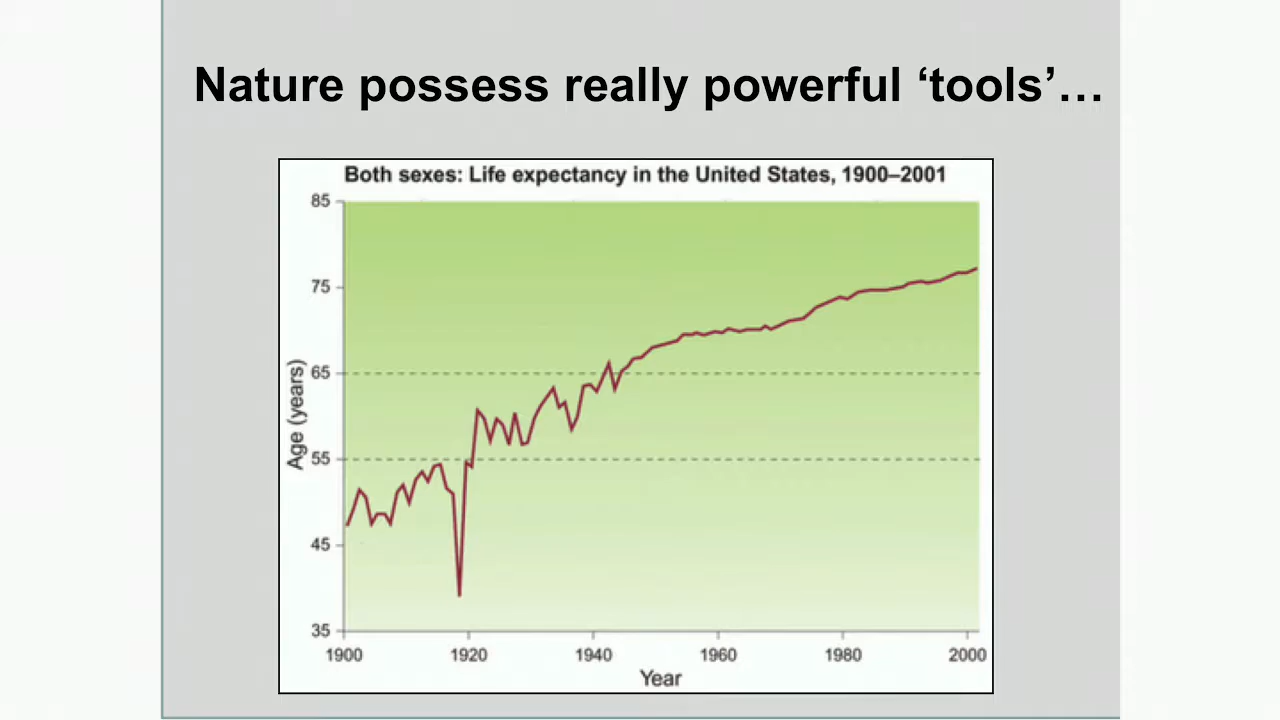 Nature possess really powerful ‘tools’…
Both sexes: Life expectancy in the United States, 1900–2001
85
75
65
55
45
35
Age (years)
1900 1920 1940 1960 1980 2000
Year